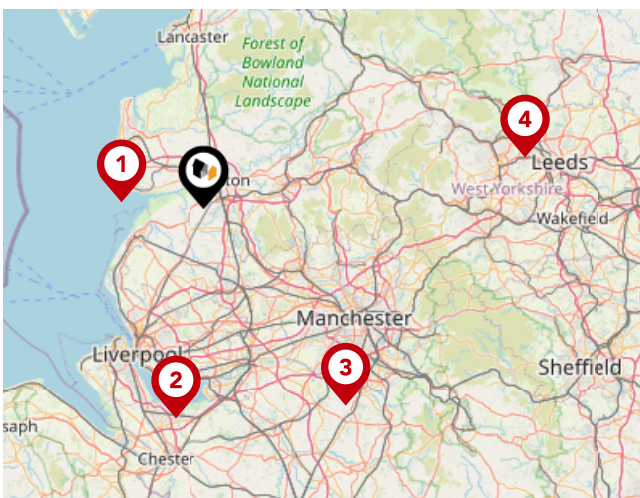 Lancaster
Forest of
Bowland
National
Landscape
1
4
ton
Leeds
West Yorkshire
Wakefield
Manchester
Liverpool
3
Sheffield
2
saph
Chester